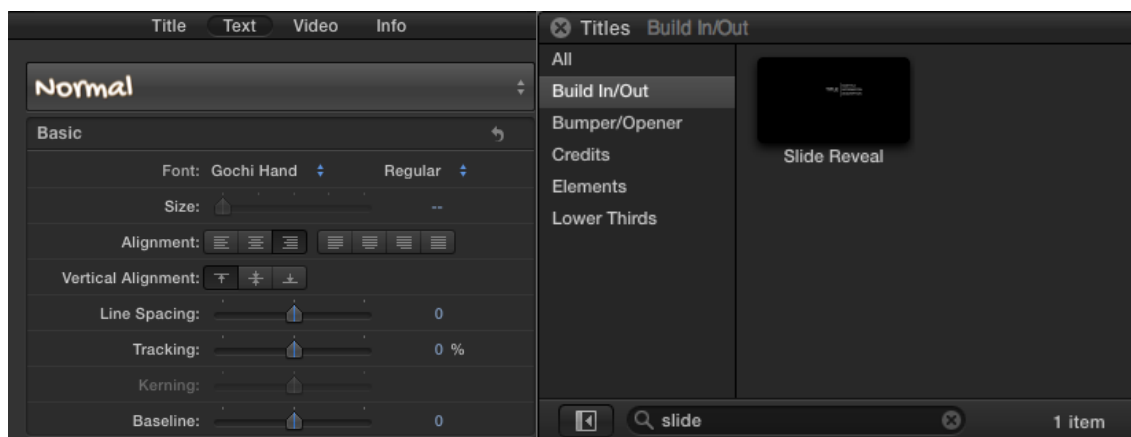 Title Text Video Info
Normal
Basic
Font: Gochi Hand Regular
Size: --
Alignment:
Vertical Alignment:
Line Spacing: 0
Tracking: 0 %
Kerning:
Baseline: 0
Titles Build In/Out
All
Build In/Out
Bumper/Opener
Credits
Elements
Lower Thirds
Slide Reveal
slide
1 item